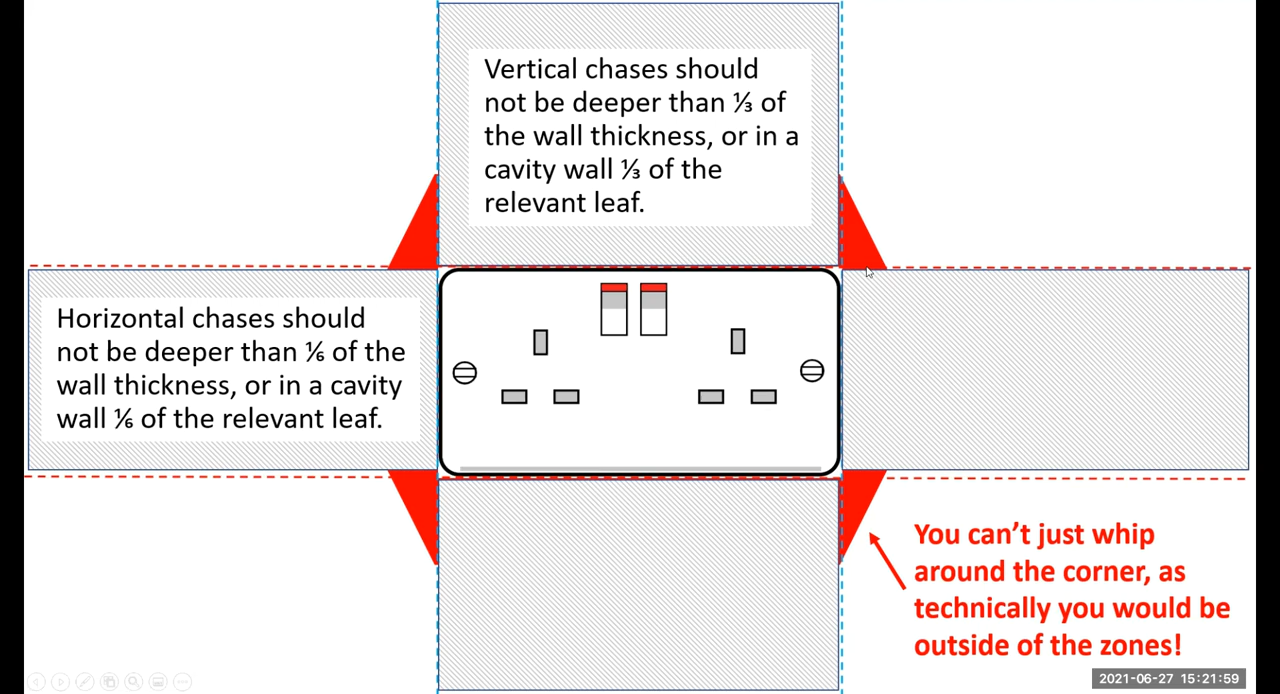 Vertical chases should
not be deeper than ⅓ of
the wall thickness, or in a
cavity wall ⅓ of the
relevant leaf.
Horizontal chases should
not be deeper than ⅙ of the
wall thickness, or in a cavity
wall ⅙ of the relevant leaf.
You can’t just whip
around the corner, as
technically you would be
outside of the zones!
2021-06-27 15:21:59